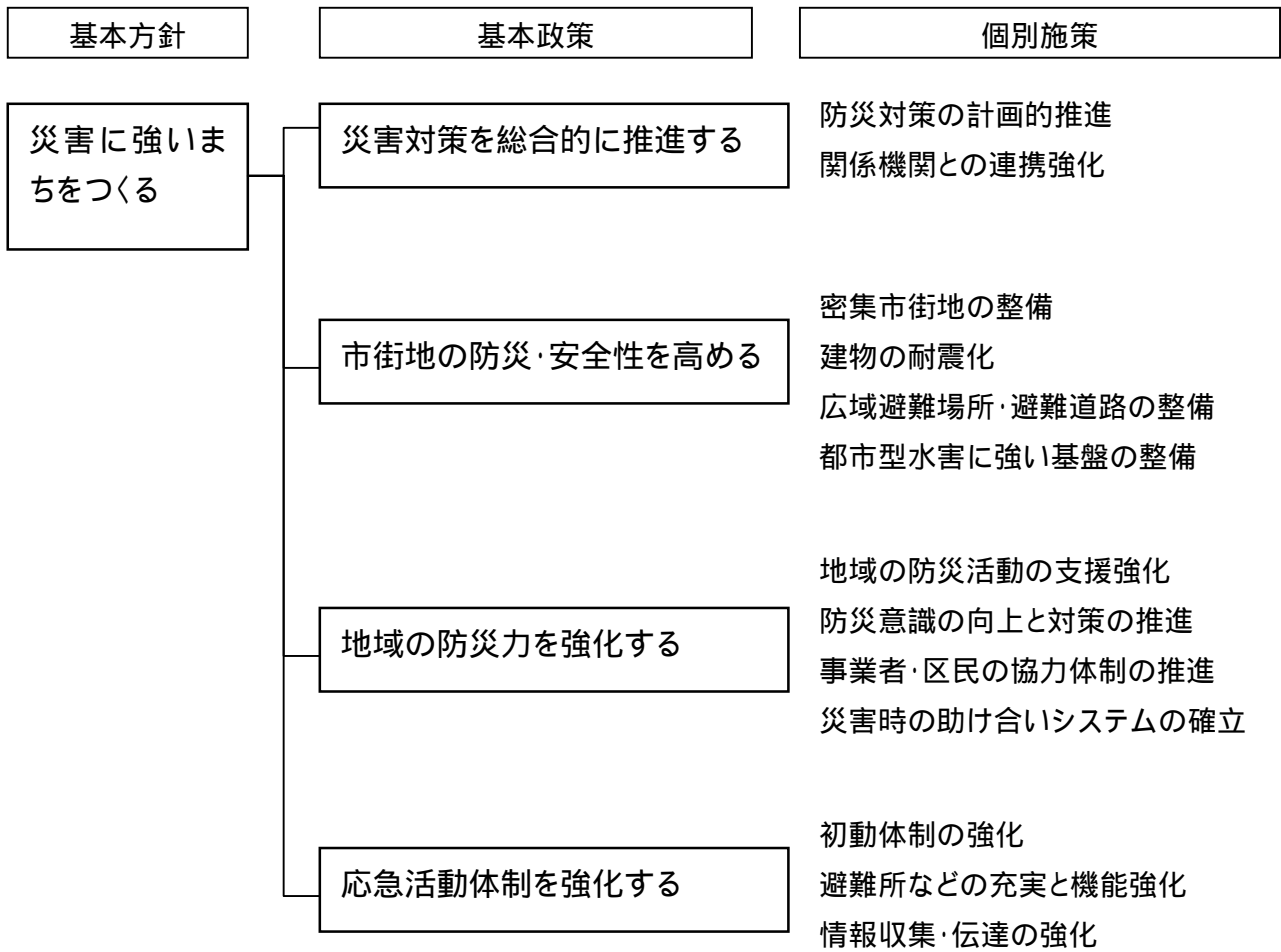 基本方針
基本政策
個別施策
災害に強いま
ちをつくる
災害対策を総合的に推進する
防災対策の計画的推進
関係機関との連携強化
市街地の防災・安全性を高める
密集市街地の整備
建物の耐震化
広域避難場所・避難道路の整備
都市型水害に強い基盤の整備
地域の防災力を強化する
地域の防災活動の支援強化
防災意識の向上と対策の推進
事業者・区民の協力体制の推進
災害時の助け合いシステムの確立
応急活動体制を強化する
初動体制の強化
避難所などの充実と機能強化
情報収集・伝達の強化